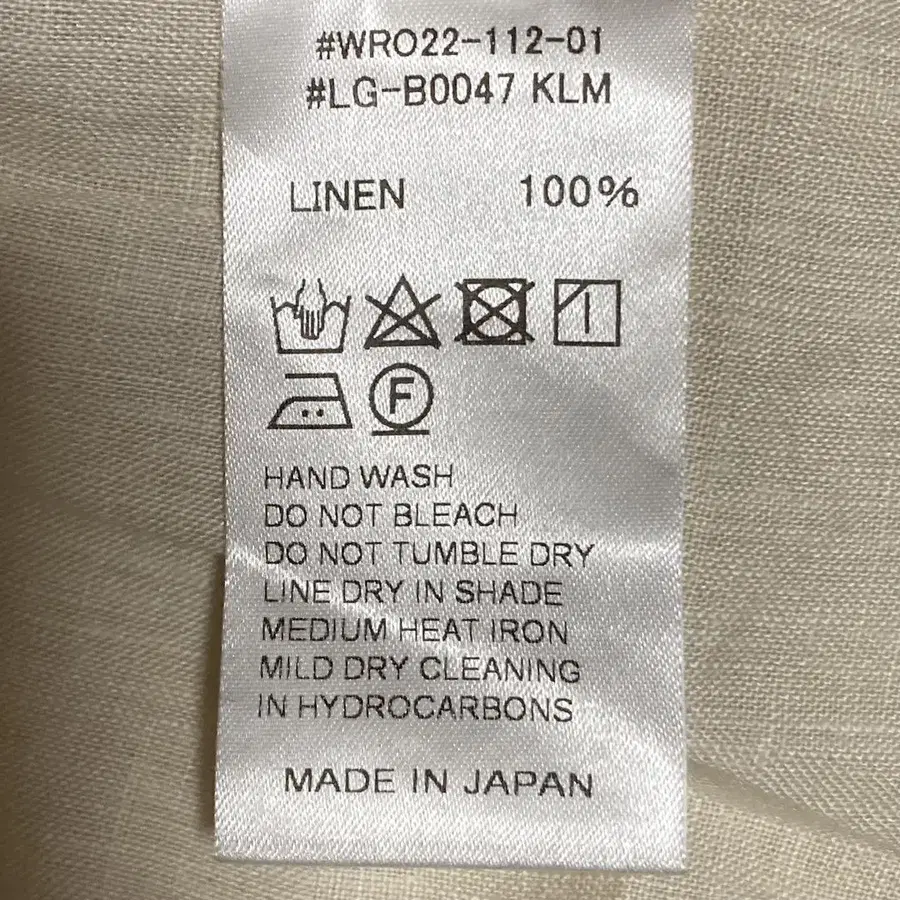 #WRO22-112-01
#LG-B0047 KLM
LINEN 100%
F
HAND WASH
DO NOT BLEACH
DO NOT TUMBLE DRY
LINE DRY IN SHADE
MEDIUM HEAT IRON
MILD DRY CLEANING
IN HYDROCARBONS
MADE IN JAPAN